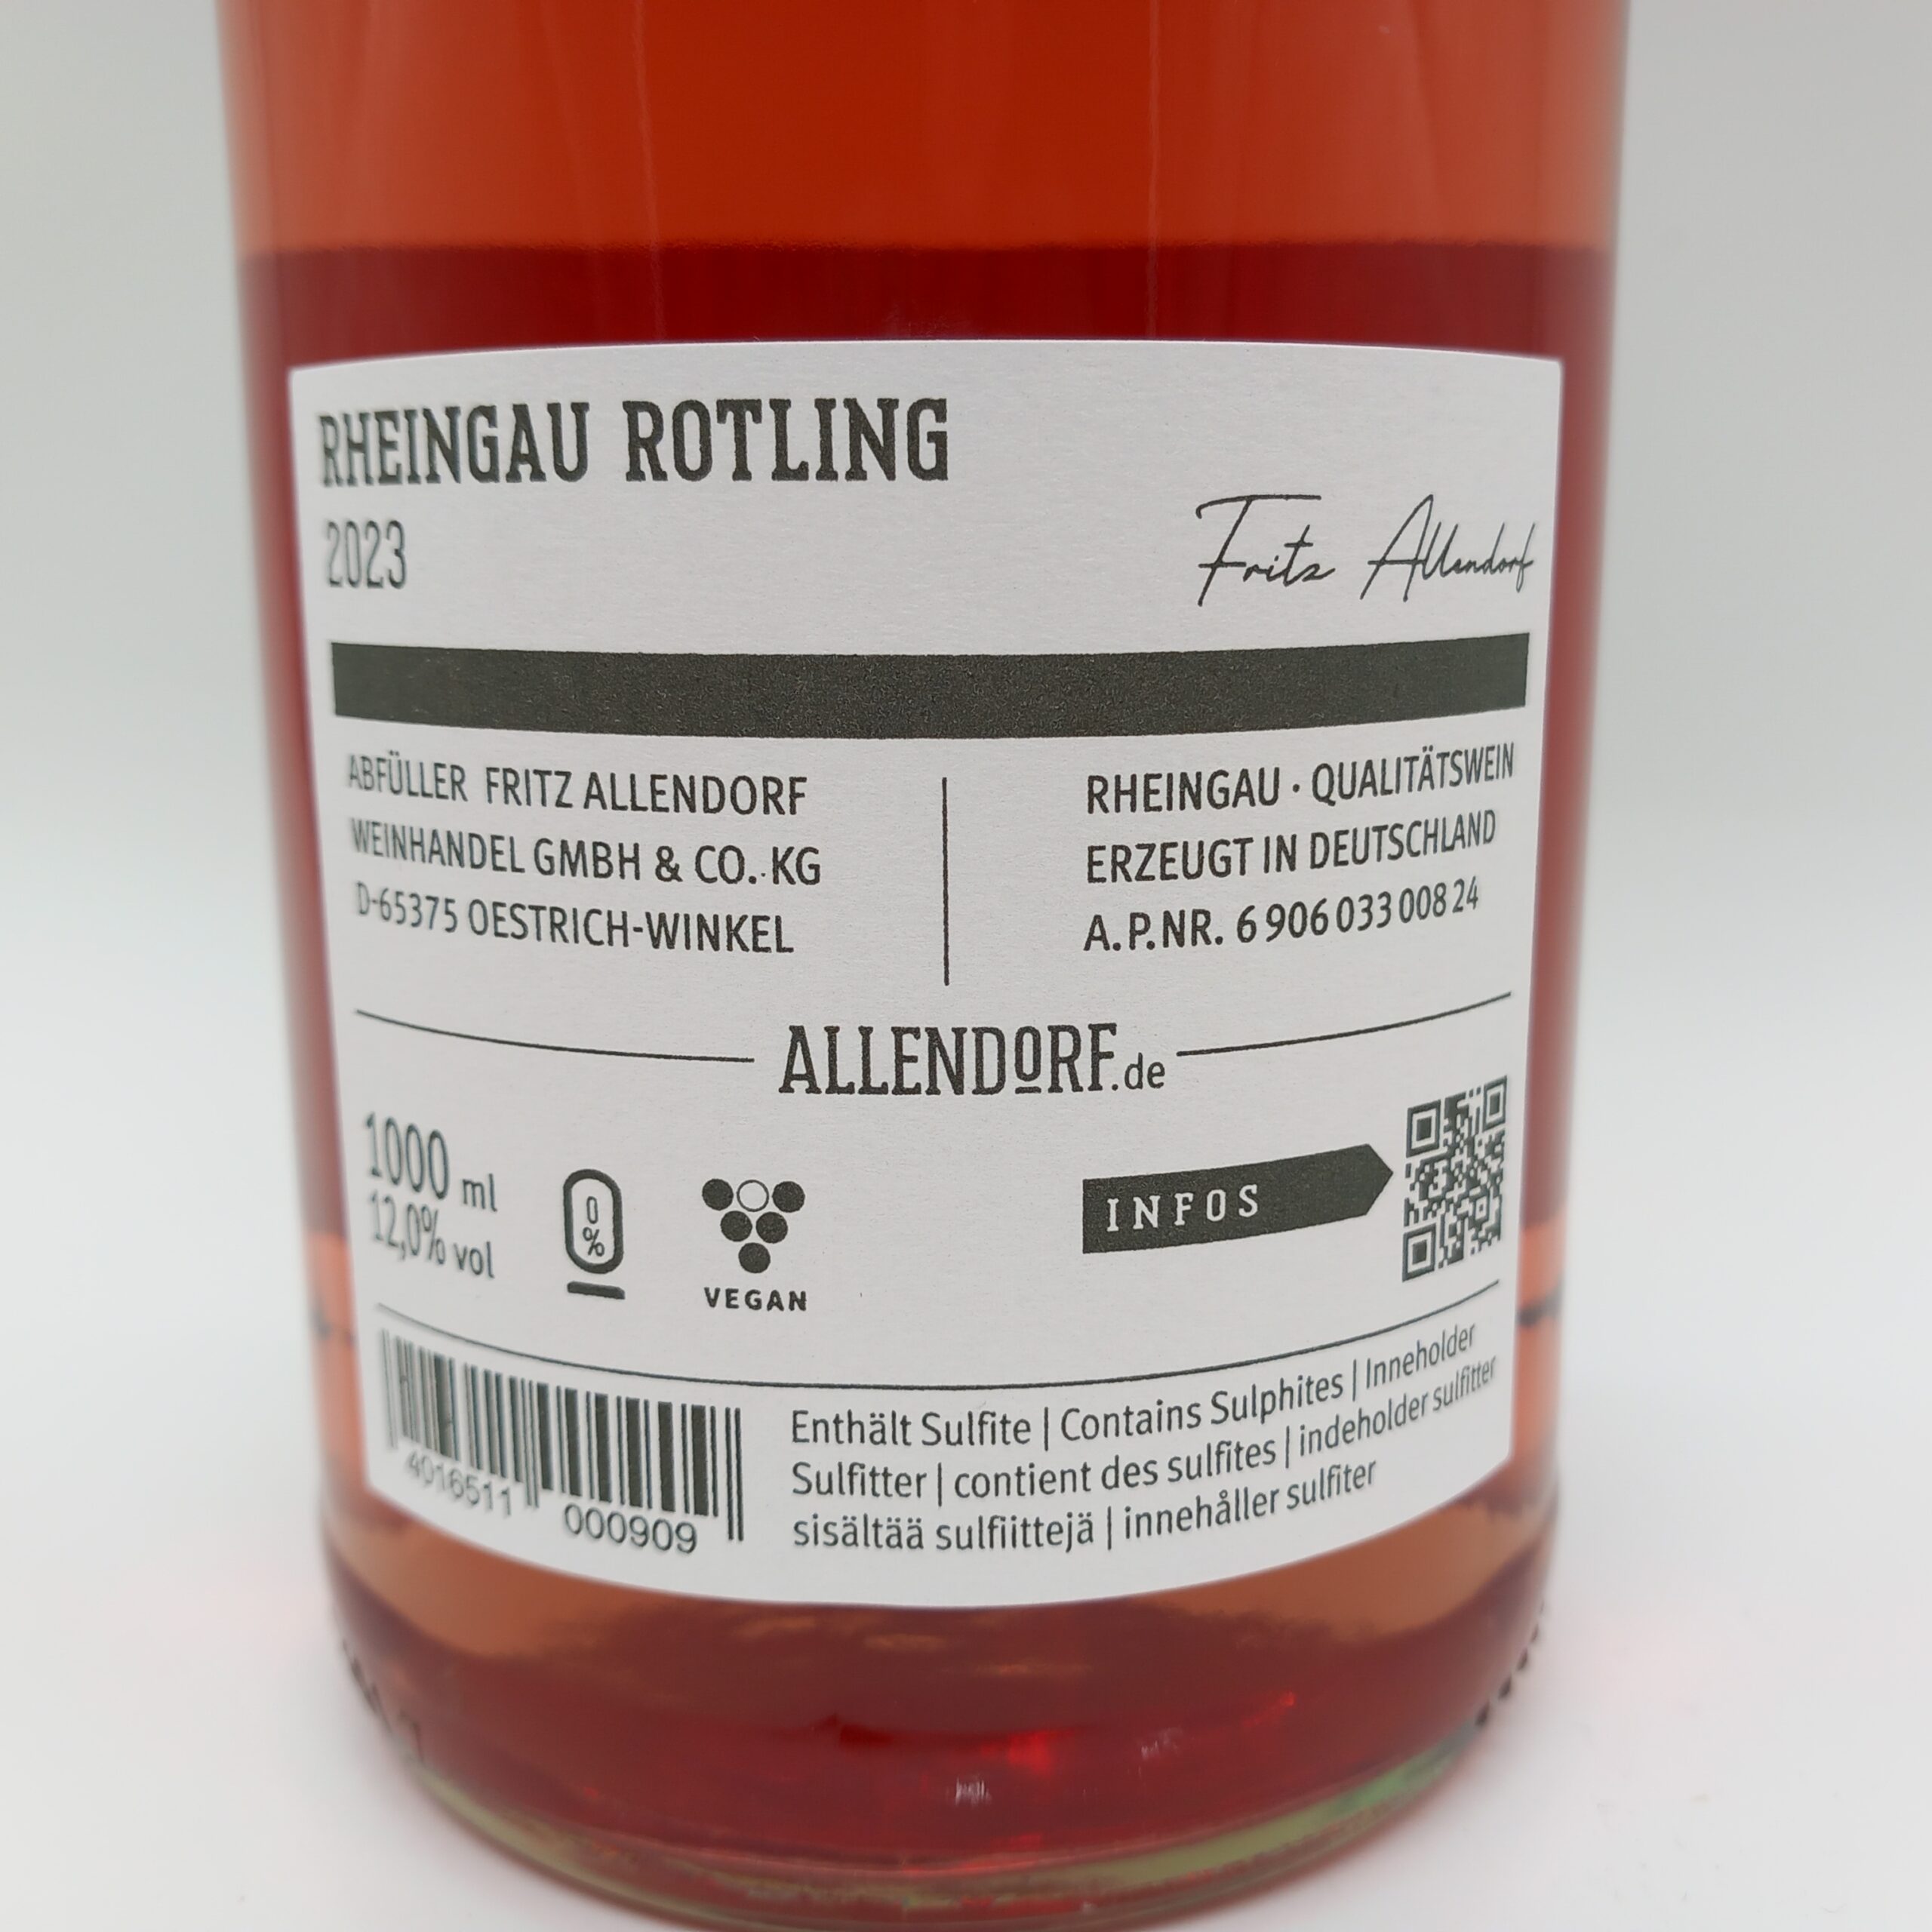 RHEINGAU ROTLING
2023
Fritz Allendorf
ABFÜLLER FRITZ ALLENDORF
WEINHANDEL GMBH & CO. KG
D-65375 OESTRICH-WINKEL
RHEINGAU · QUALITÄTSWEIN
ERZEUGT IN DEUTSCHLAND
A.P.NR. 6 906 033 008 24
ALLENDORF.de
1000 ml
12,0% vol
0
%
VEGAN
INFOS
4016511 000909
Enthält Sulfite | Contains Sulphites | Inneholder
Sulfitter | contient des sulfites | indeholder sulfitter
sisältää sulfiittejä | innehåller sulfiter